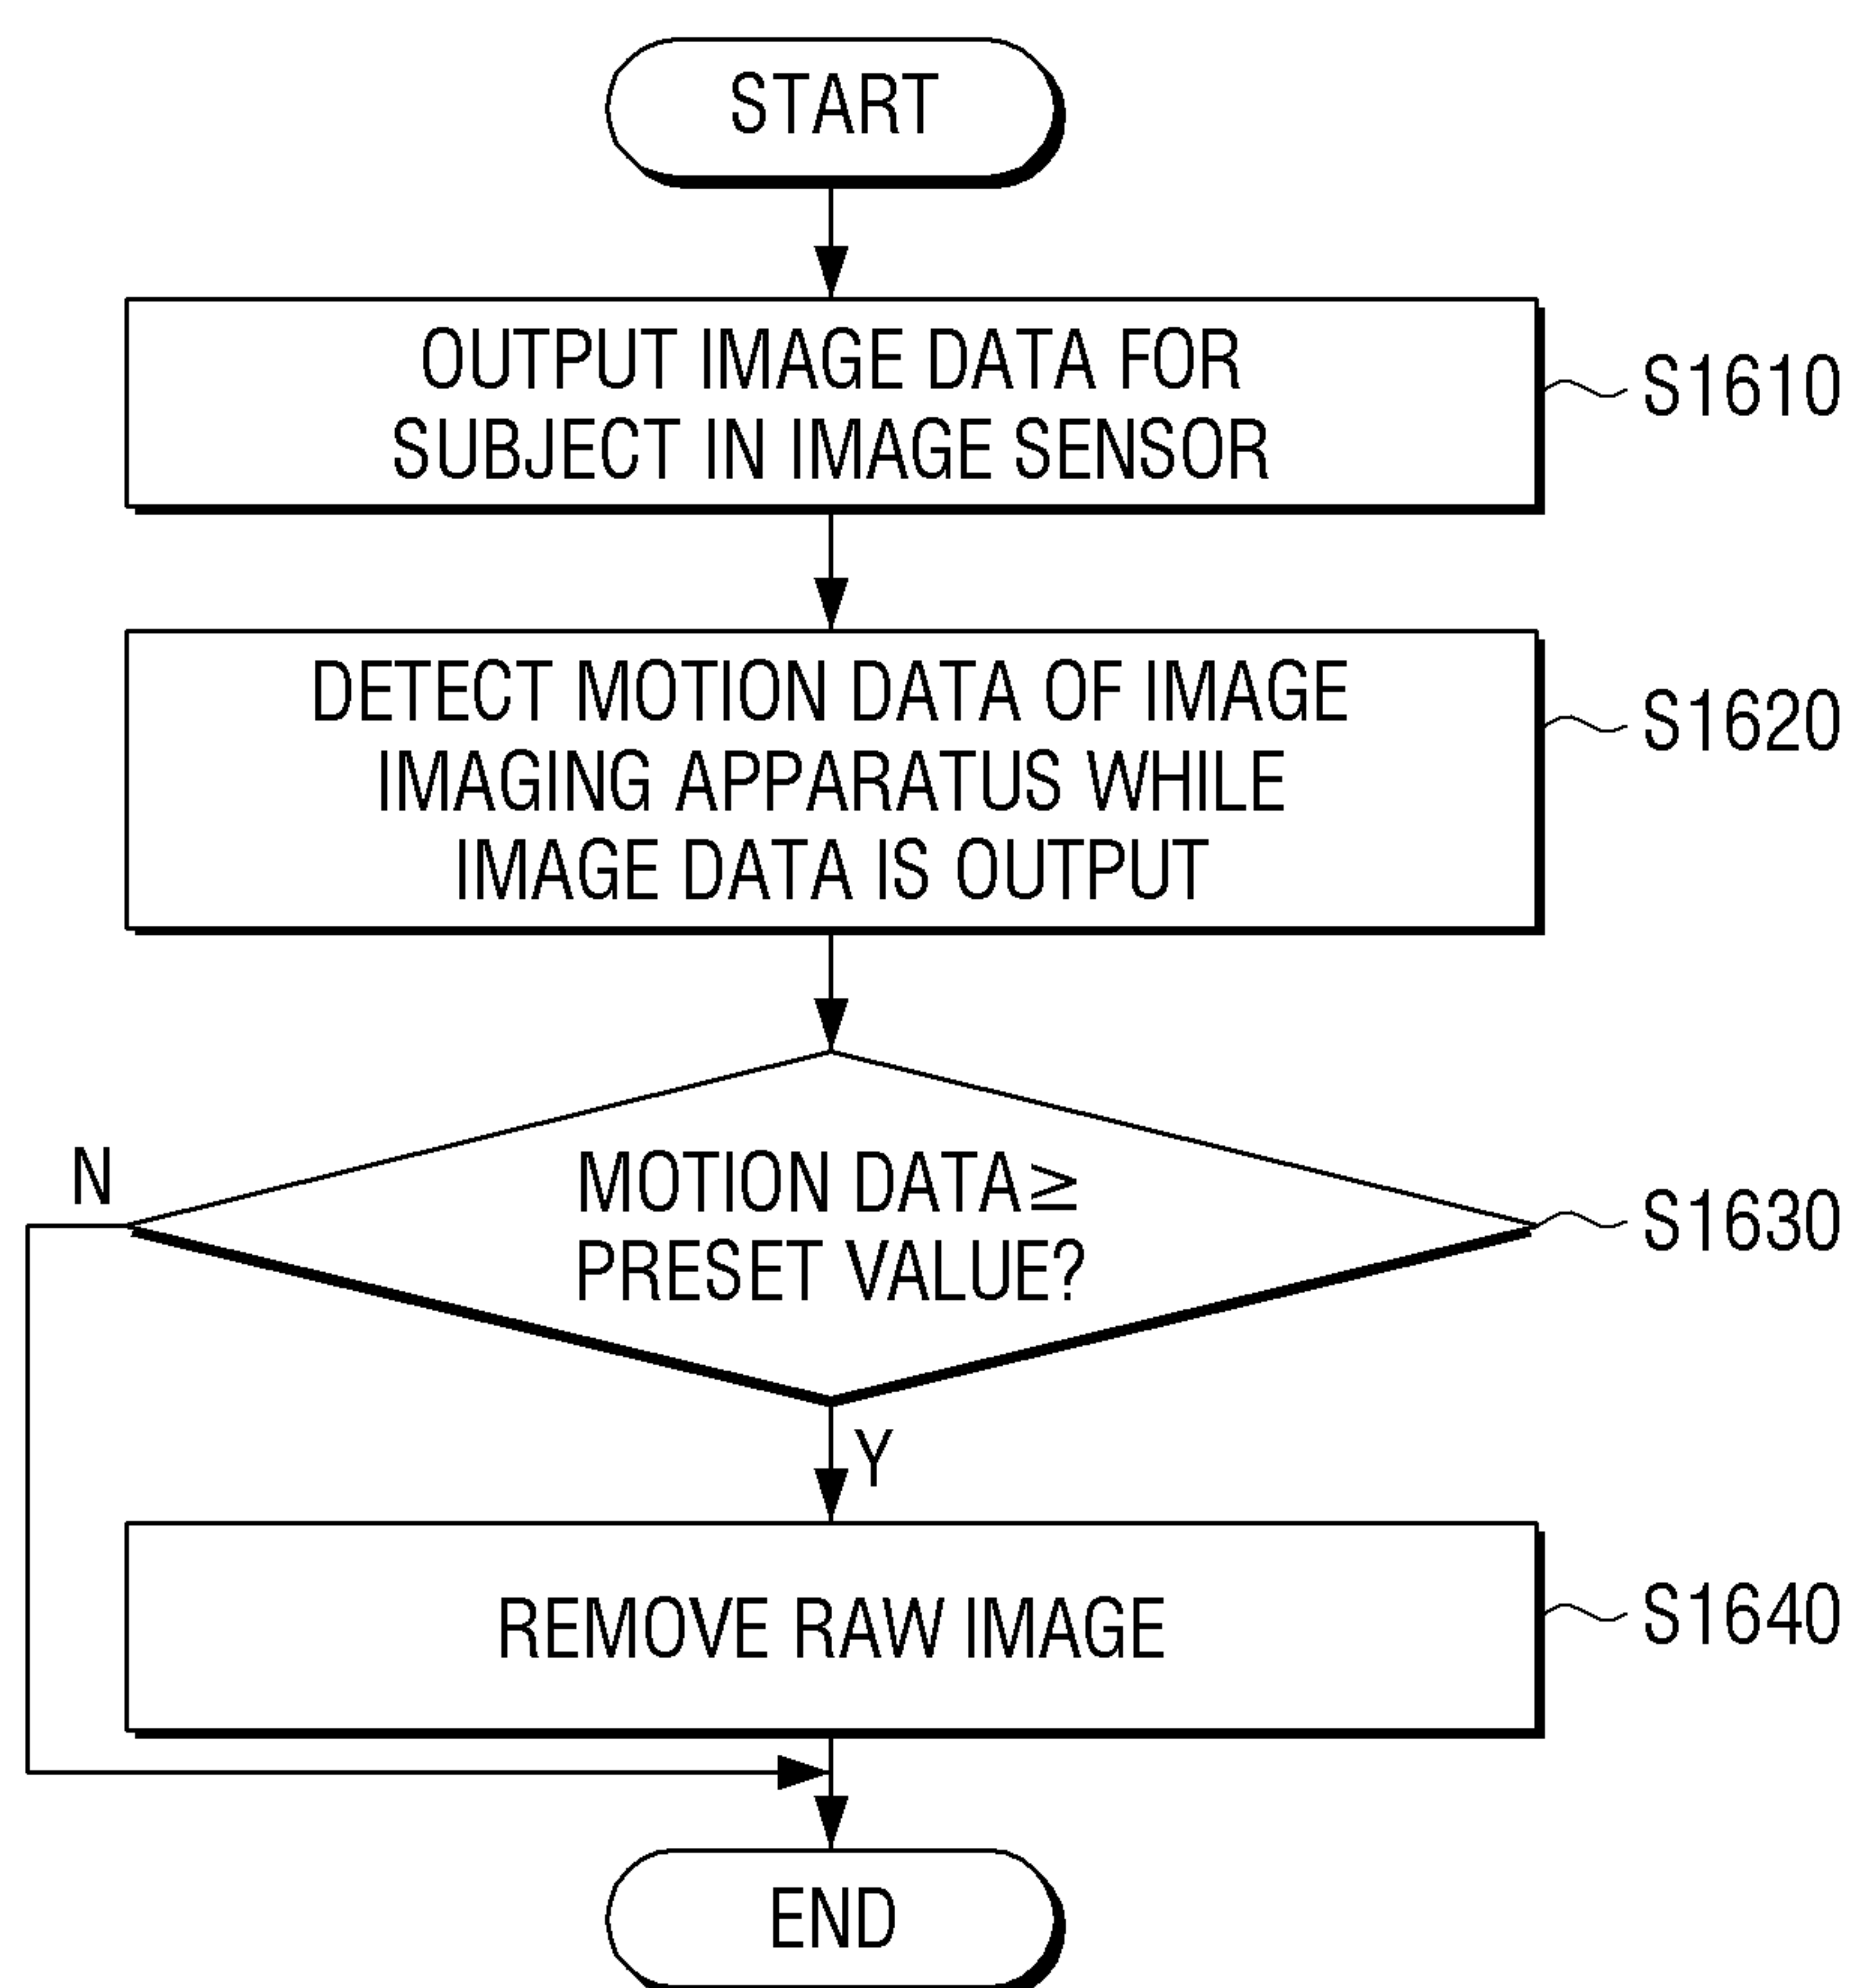 START
OUTPUT IMAGE DATA FOR
SUBJECT IN IMAGE SENSOR
S1610
DETECT MOTION DATA OF IMAGE
IMAGING APPARATUS WHILE
IMAGE DATA IS OUTPUT
S1620
N
MOTION DATA≥
PRESET VALUE?
S1630
Y
REMOVE RAW IMAGE
S1640
END